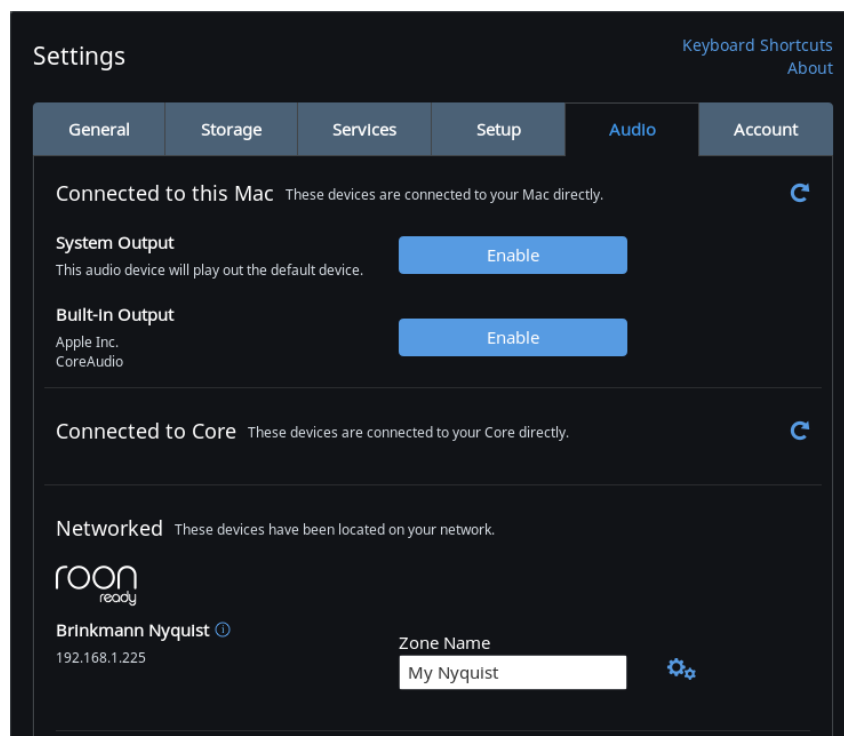 Settings
Keyboard Shortcuts
About
General Storage Services Setup Audio Account
Connected to this Mac These devices are connected to your Mac directly.
System Output
This audio device will play out the default device.
Enable
Built-in Output
Apple Inc.
CoreAudio
Enable
Connected to Core These devices are connected to your Core directly.
Networked These devices have been located on your network.
roon
ready
Brinkmann Nyquist
192.168.1.225
Zone Name
My Nyquist